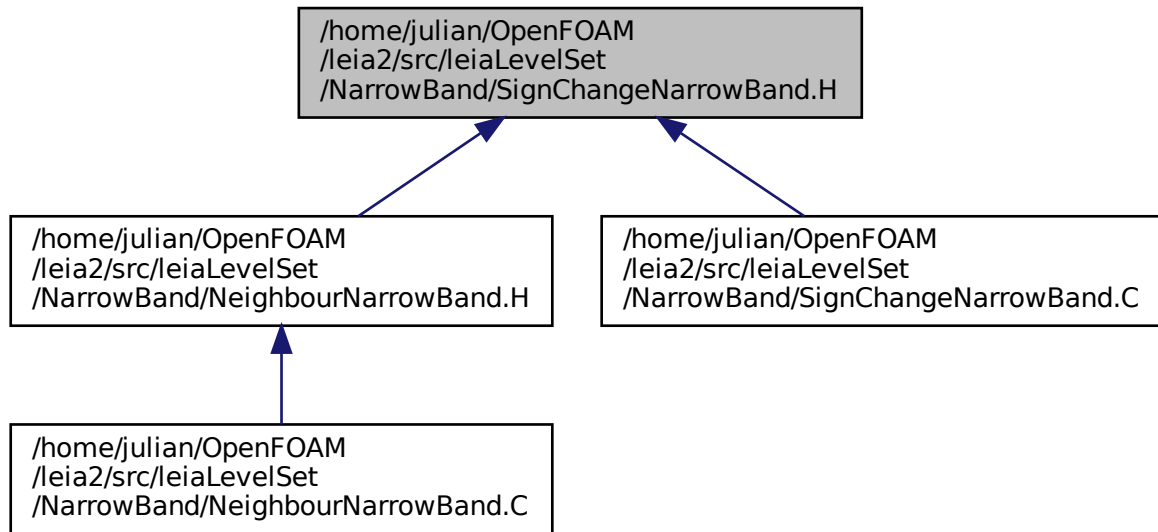 /home/julian/OpenFOAM
/leia2/src/leiaLevelSet
/NarrowBand/SignChangeNarrowBand.H
/home/julian/OpenFOAM
/leia2/src/leiaLevelSet
/NarrowBand/NeighbourNarrowBand.H
/home/julian/OpenFOAM
/leia2/src/leiaLevelSet
/NarrowBand/SignChangeNarrowBand.C
/home/julian/OpenFOAM
/leia2/src/leiaLevelSet
/NarrowBand/NeighbourNarrowBand.C